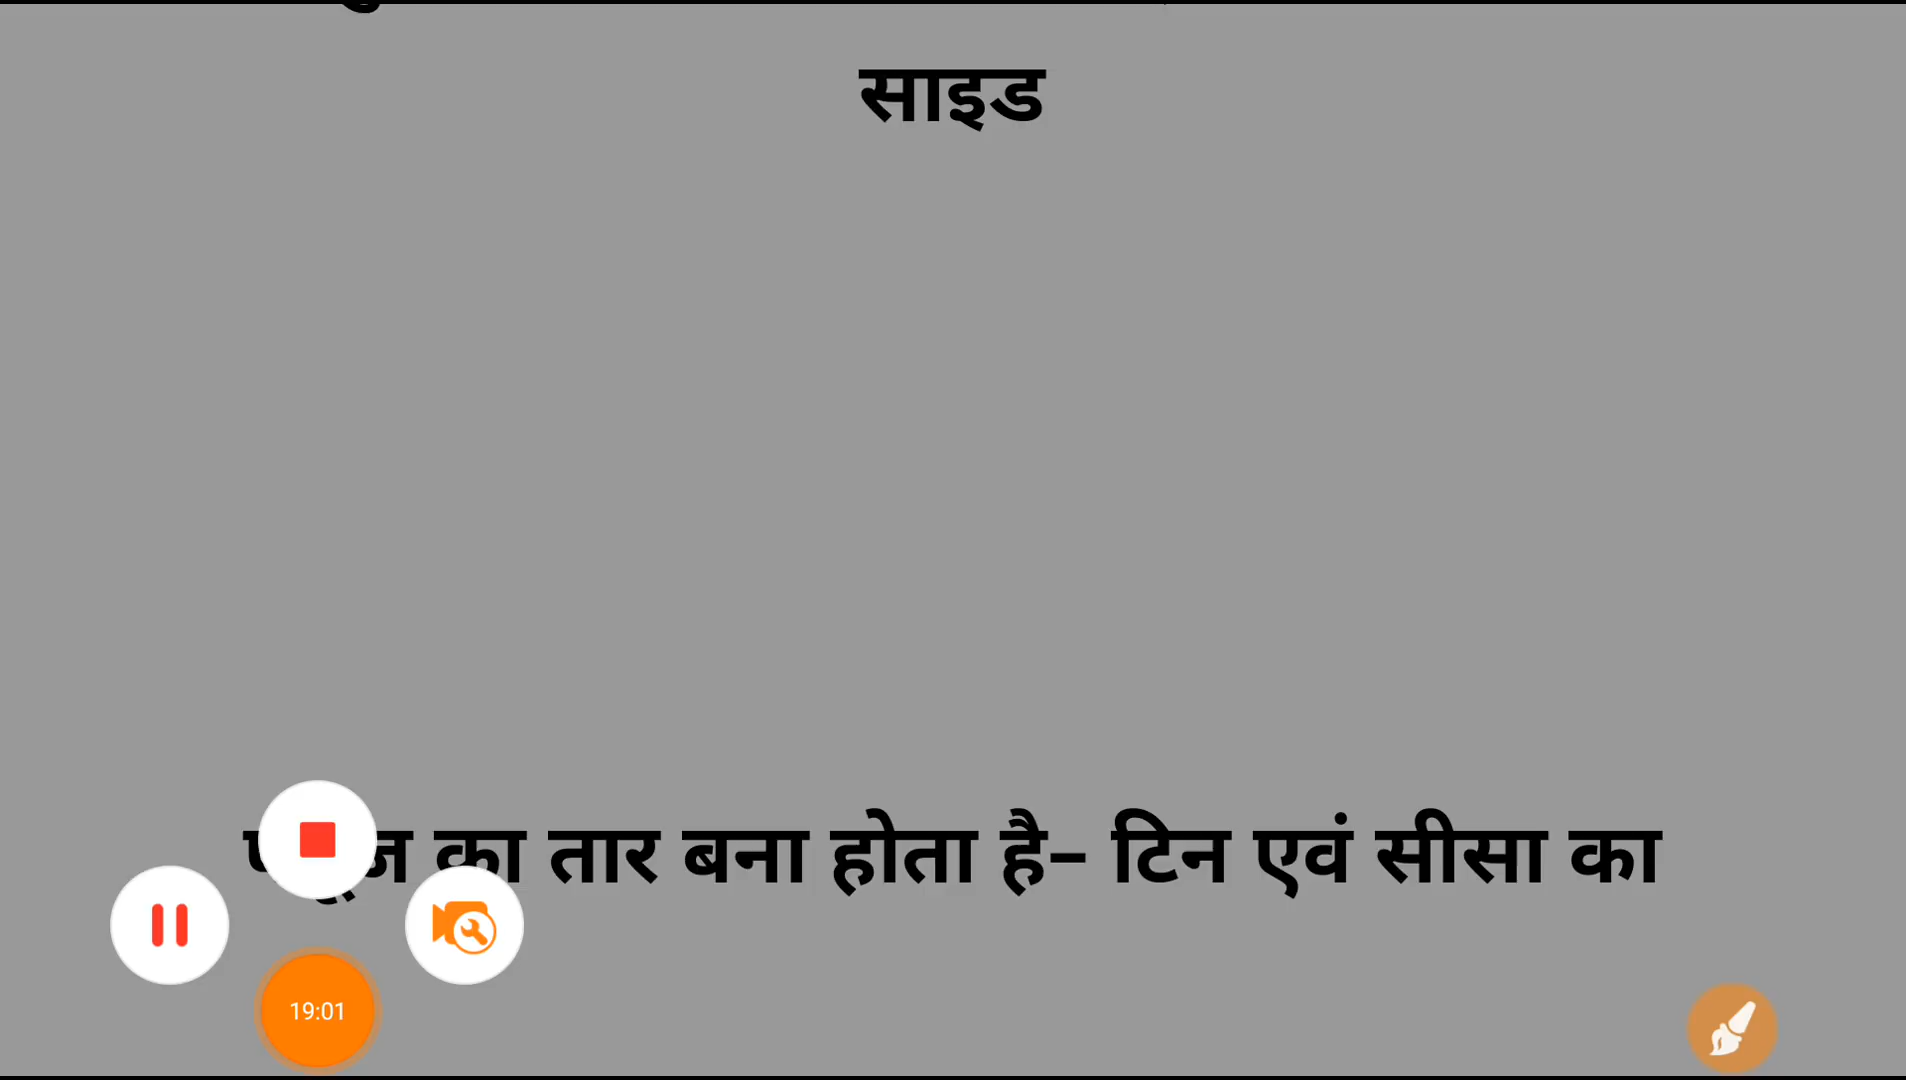 साइड
का तार बना होता है– टिन एवं सीसा का
19:01